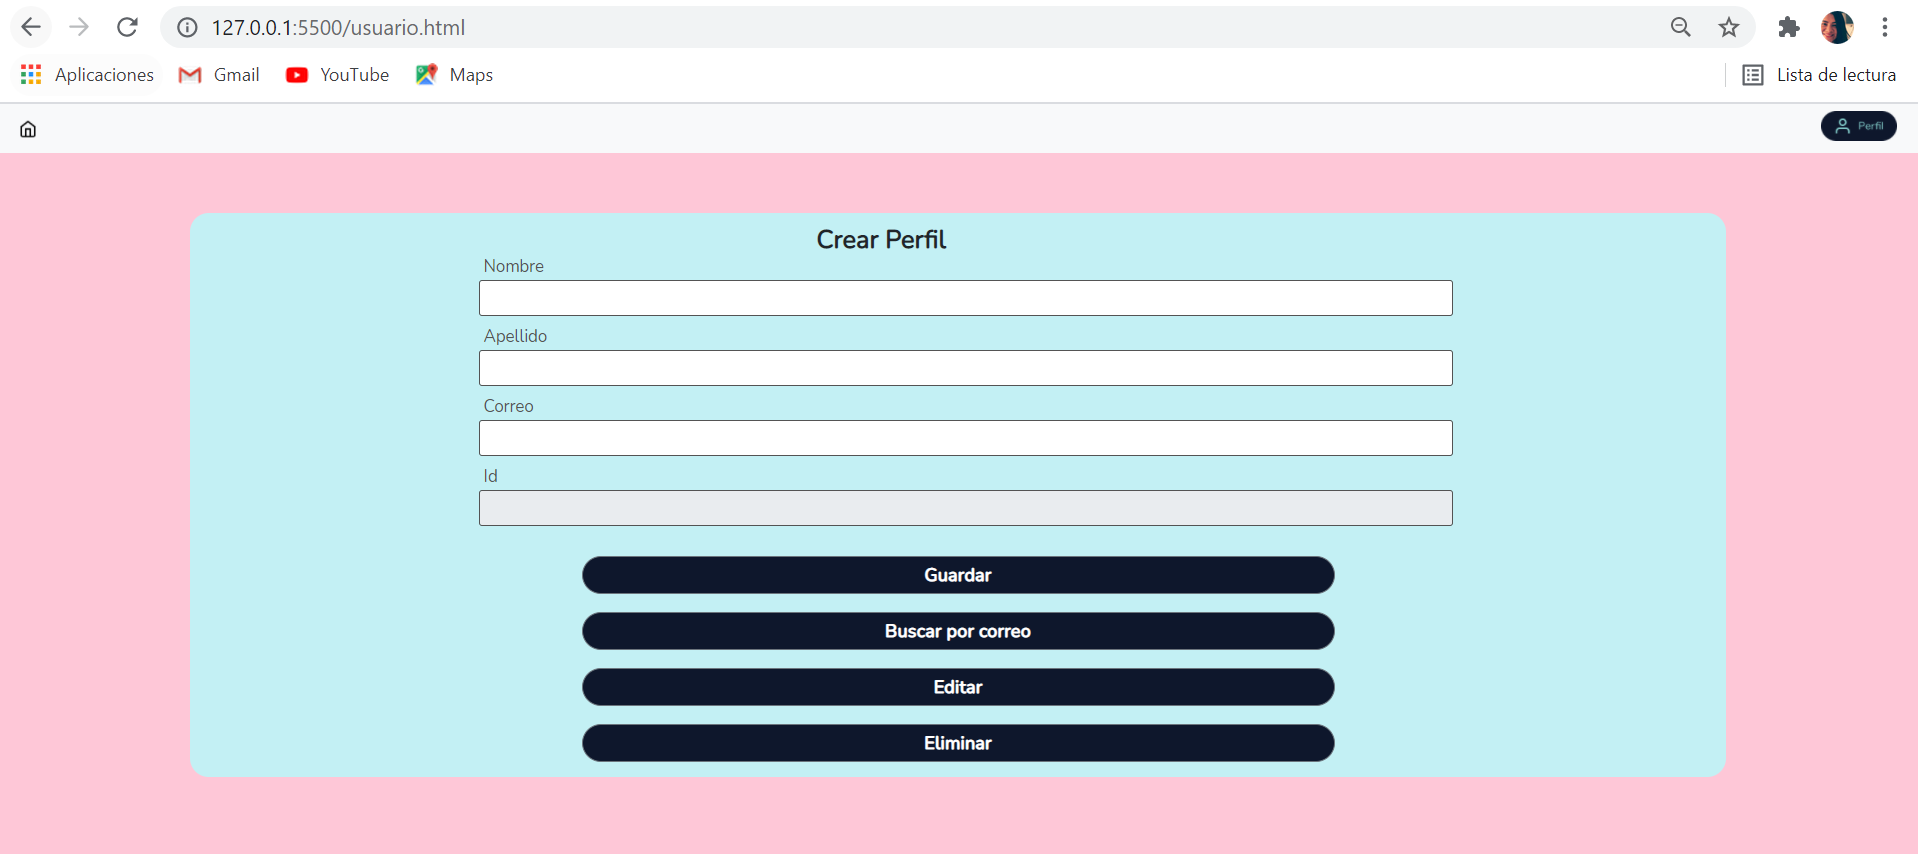 127.0.0.1:5500/usuario.html
Aplicaciones Gmail YouTube Maps Lista de lectura
Perfil
Crear Perfil
Nombre
Apellido
Correo
Id
Guardar
Buscar por correo
Editar
Eliminar